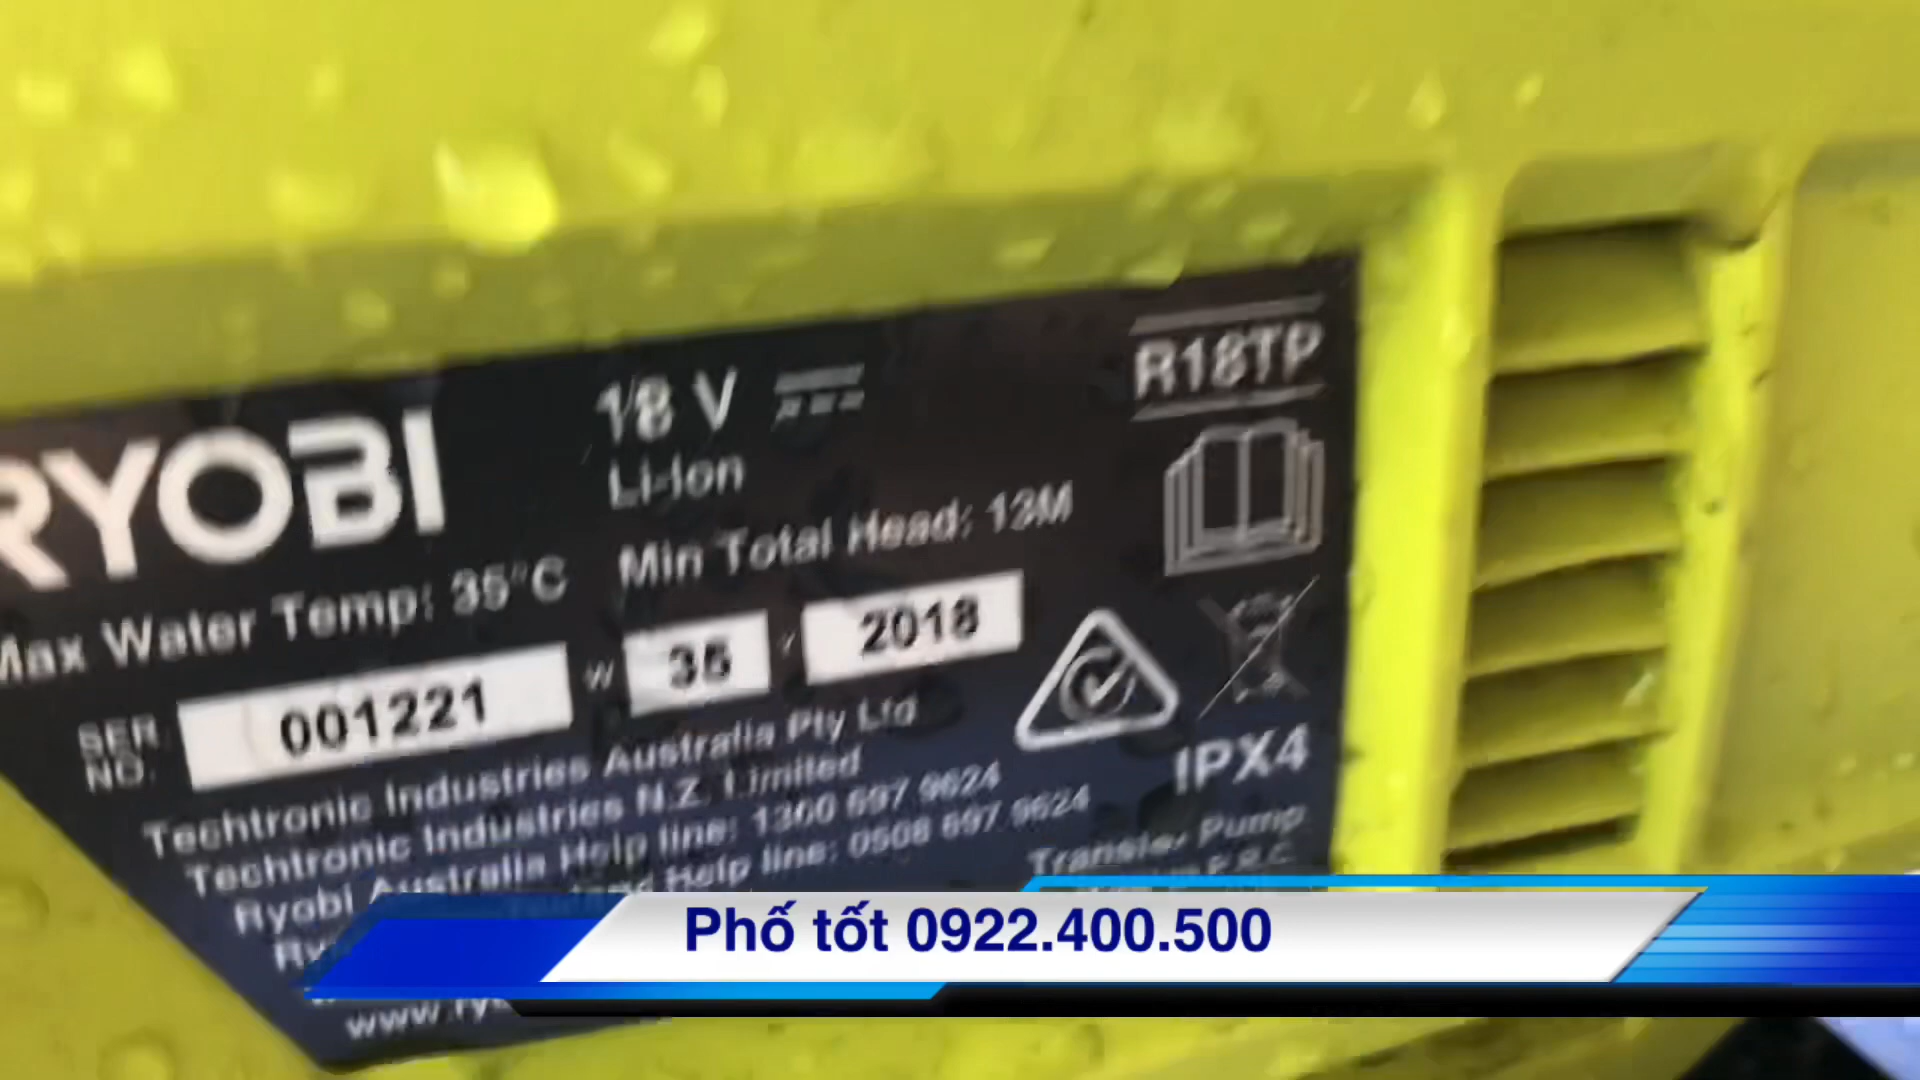 RYOBI
18 V
Li-Ion
R18TP
Max Water Temp: 35°C
Min Total Head: 13M
SER. NO.
001221
W
35
Y
2018
Techtronic Industries Australia Pty Ltd
Techtronic Industries N.Z. Limited
Ryobi Australia Help line: 1300 697 9624
Help line: 0508 697 9624
IPX4
Transfer Pump
Phố tốt 0922.400.500